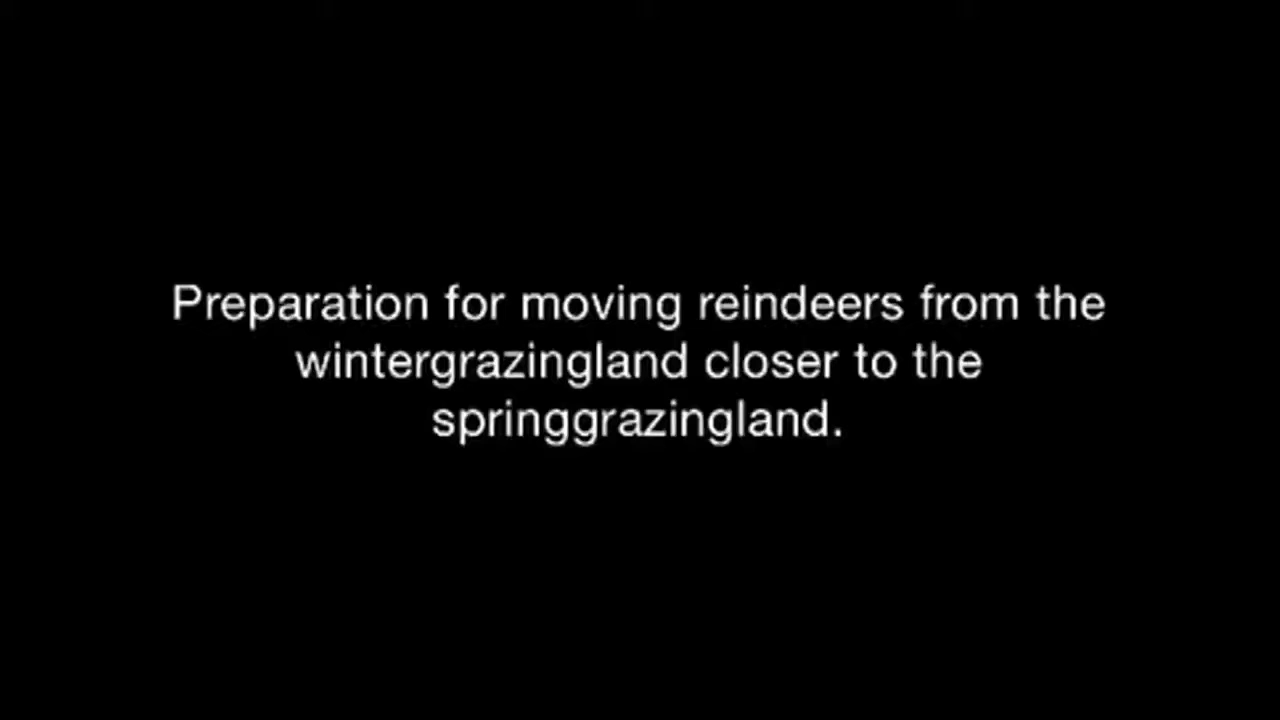 Preparation for moving reindeers from the
wintergrazingland closer to the
springgrazingland.